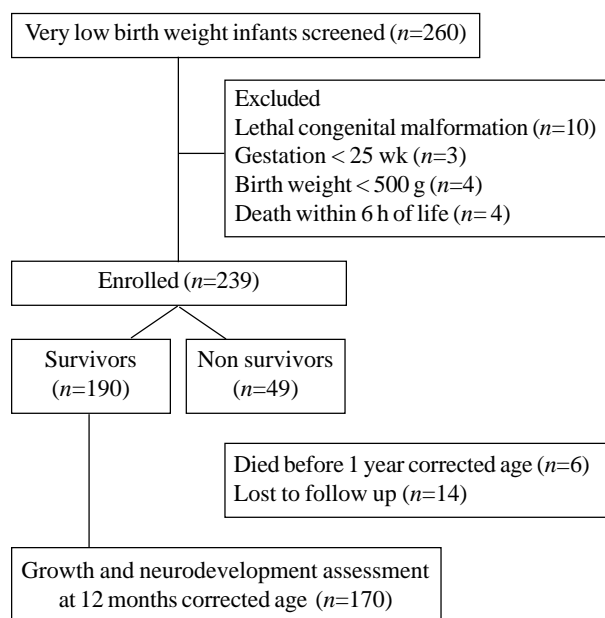 Very low birth weight infants screened (n=260)
Excluded
Lethal congenital malformation (n=10)
Gestation < 25 wk (n=3)
Birth weight < 500 g (n=4)
Death within 6 h of life (n= 4)
Enrolled (n=239)
Survivors
(n=190)
Non survivors
(n=49)
Died before 1 year corrected age (n=6)
Lost to follow up (n=14)
Growth and neurodevelopment assessment
at 12 months corrected age (n=170)